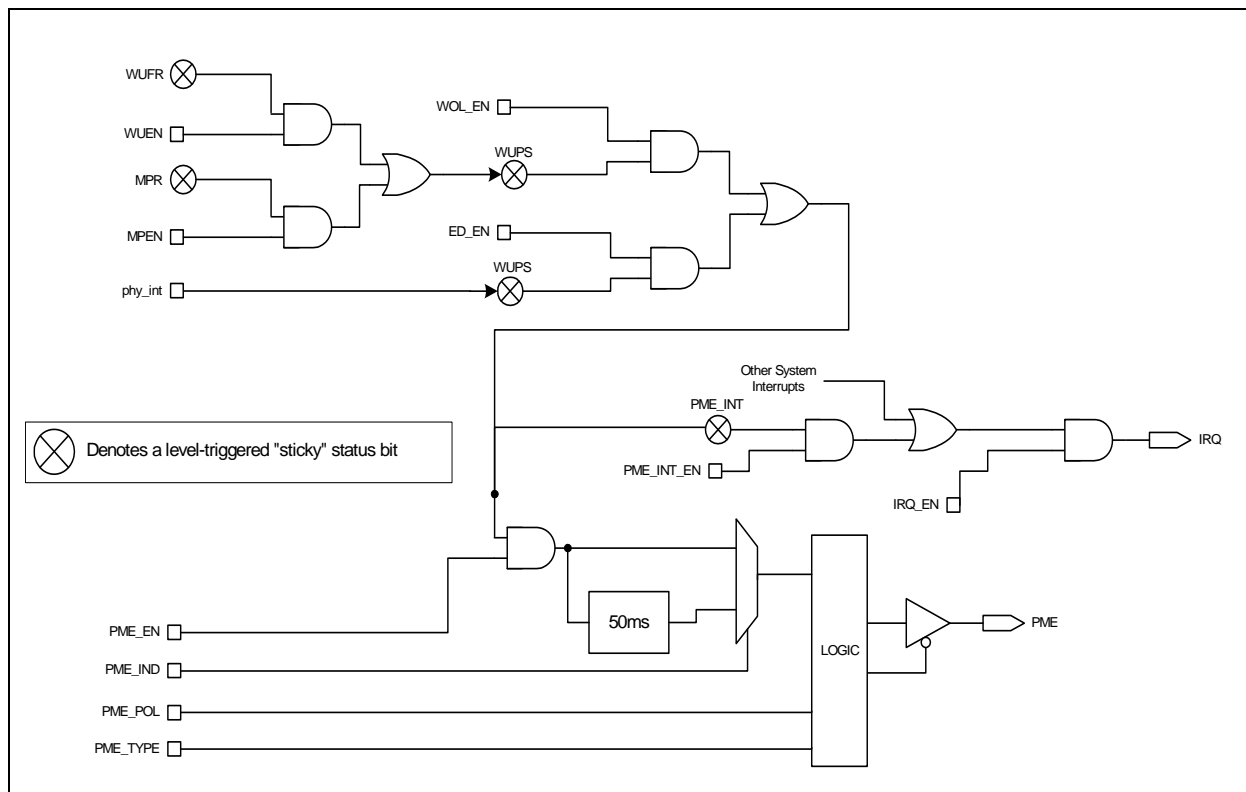 WUFR
WUEN
MPR
MPEN
phy_int
WOL_EN
WUPS
ED_EN
WUPS
Other System
Interrupts
PME_INT
PME_INT_EN
IRQ_EN
IRQ
Denotes a level-triggered "sticky" status bit
50ms
LOGIC
PME
PME_EN
PME_IND
PME_POL
PME_TYPE